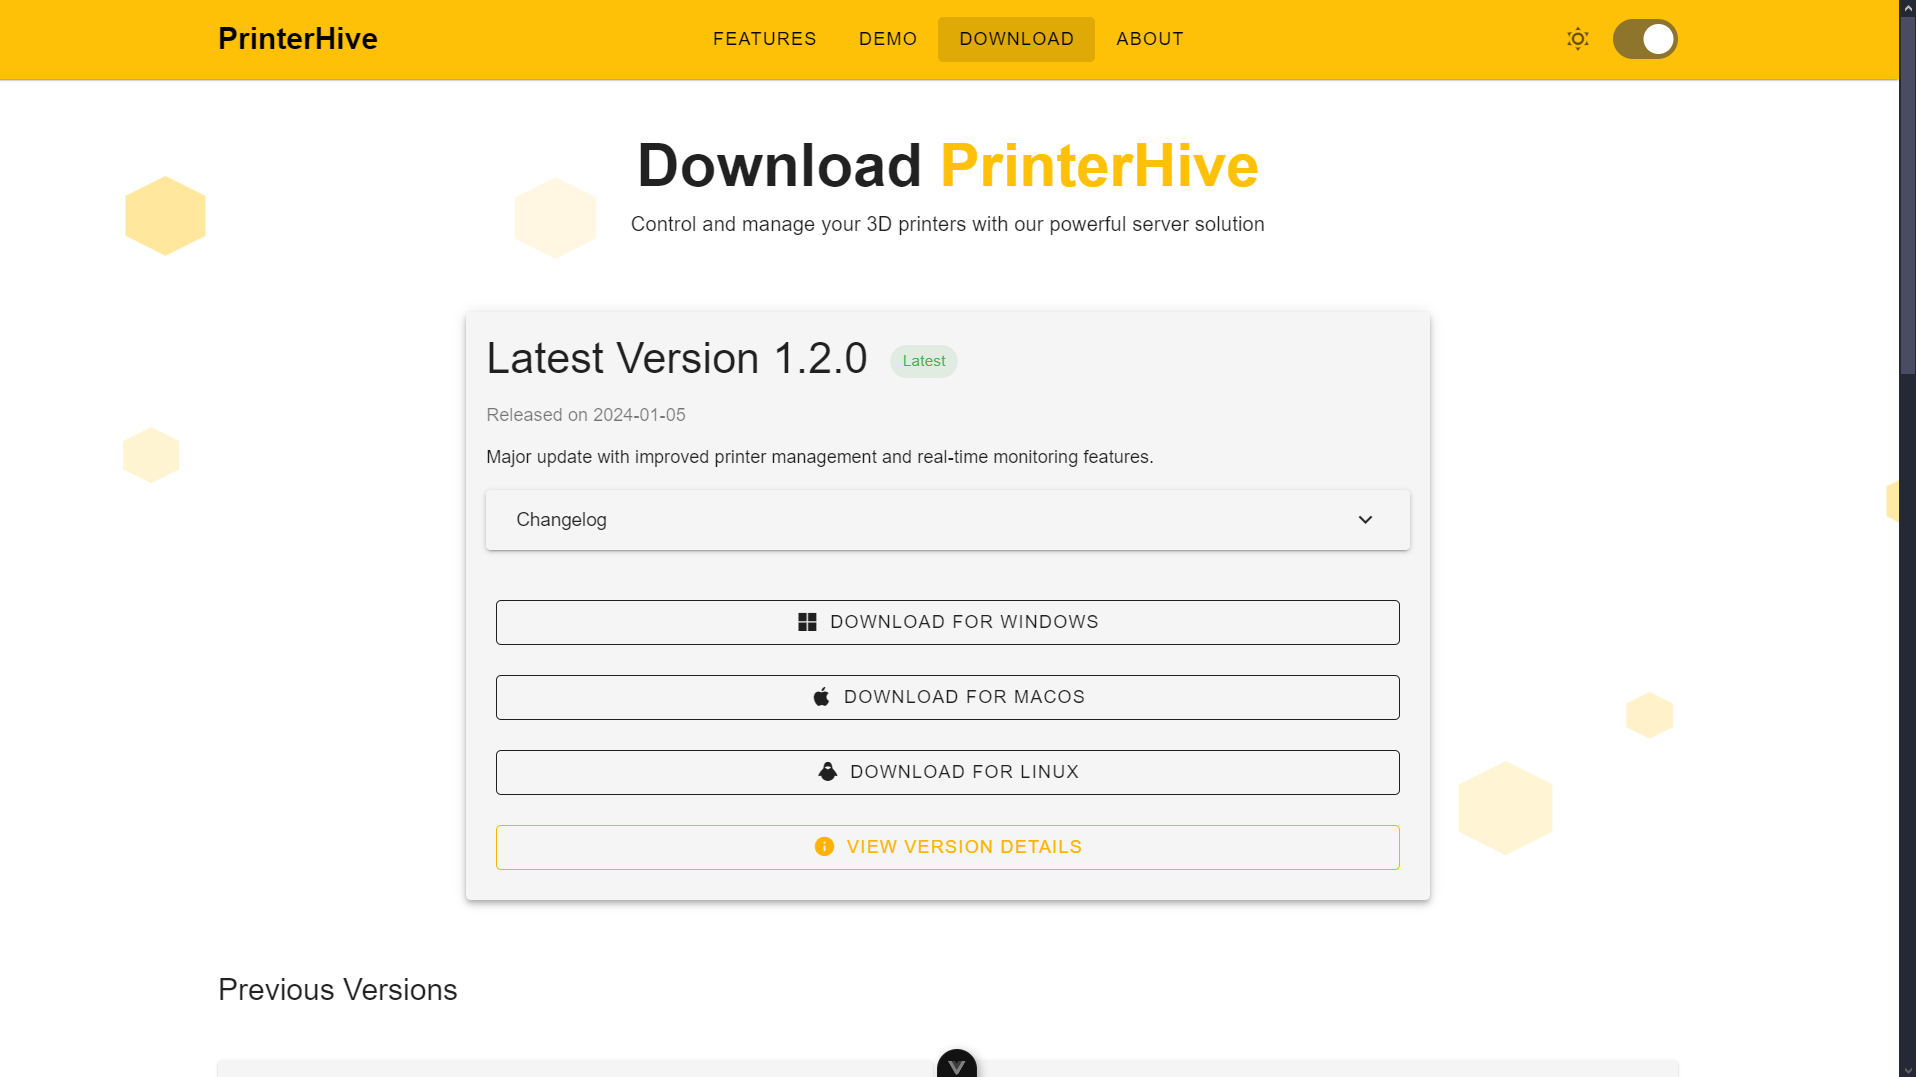 PrinterHive
FEATURES
DEMO
DOWNLOAD
ABOUT
Download PrinterHive
Control and manage your 3D printers with our powerful server solution
Latest Version 1.2.0
Latest
Released on 2024-01-05
Major update with improved printer management and real-time monitoring features.
Changelog
DOWNLOAD FOR WINDOWS
DOWNLOAD FOR MACOS
DOWNLOAD FOR LINUX
VIEW VERSION DETAILS
Previous Versions